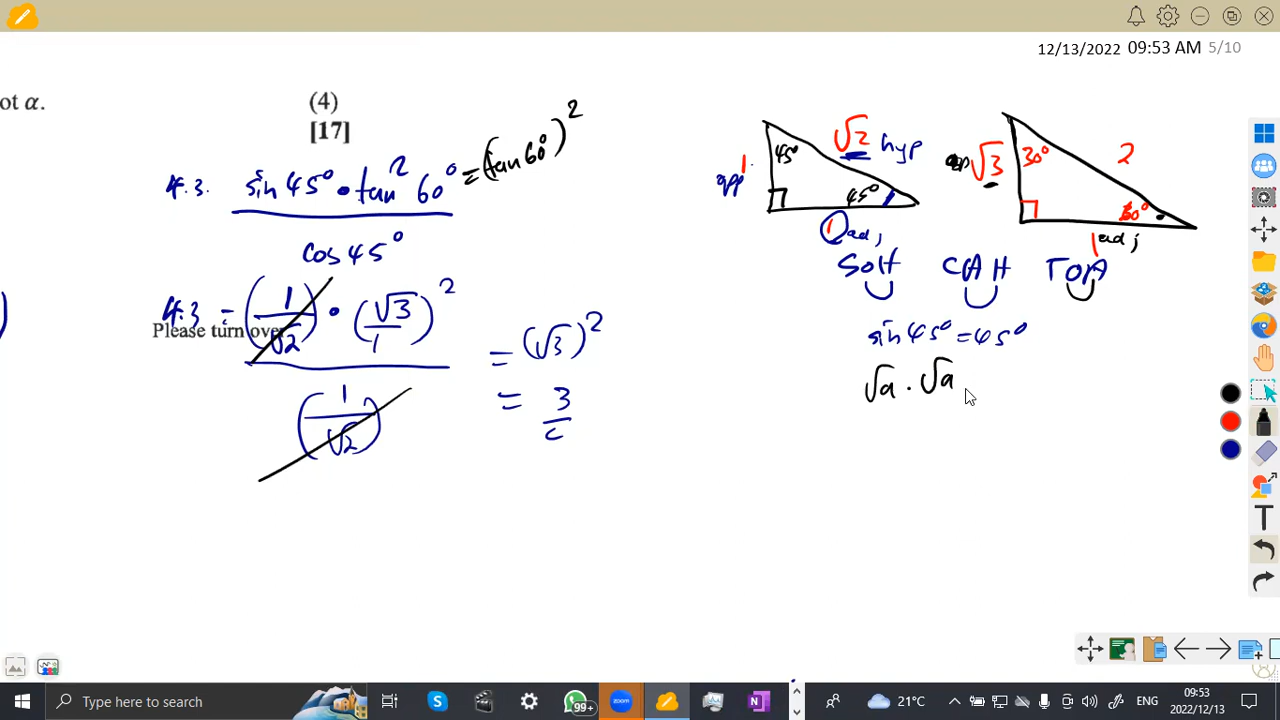 12/13/2022 09:53 AM 5/10
ot α.
(4)
[17]
4.3. sin 45° • tan² 60° = (tan 60°)²
cos 45°
4.3 = (1/√2) • (√3/1)²
Please turn over
(1/√2)
= (√3)²
= 3
1 45° √2 hyp
opp 45°
1 adj
√3 30° 2
60°
1 adj
SOH CAH TOA
sin 45° = 45°
√a . √a
Type here to search
99+
zoom
21°C
ENG
09:53
2022/12/13